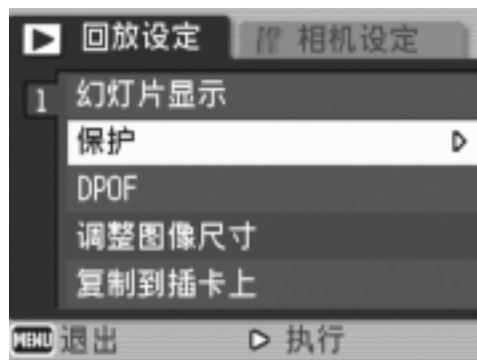 回放设定 相机设定
1 幻灯片显示
保护
DPOF
调整图像尺寸
复制到插卡上
MENU 退出 执行